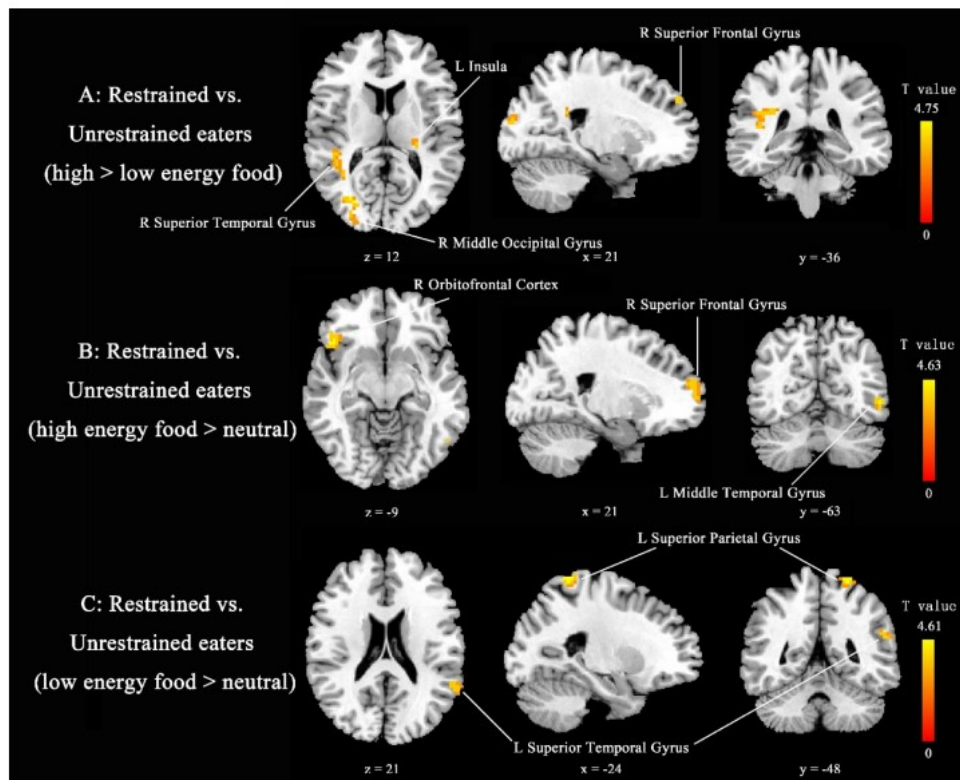 R Superior Frontal Gyrus
L Insula
T value
4.75
A: Restrained vs.
Unrestrained eaters
(high > low energy food)
R Superior Temporal Gyrus
R Middle Occipital Gyrus
0
z = 12
x = 21
y = -36
R Orbitofrontal Cortex
R Superior Frontal Gyrus
T value
4.63
B: Restrained vs.
Unrestrained eaters
(high energy food > neutral)
L Middle Temporal Gyrus
0
z = -9
x = 21
y = -63
L Superior Parietal Gyrus
T value
4.61
C: Restrained vs.
Unrestrained eaters
(low energy food > neutral)
L Superior Temporal Gyrus
0
z = 21
x = -24
y = -48